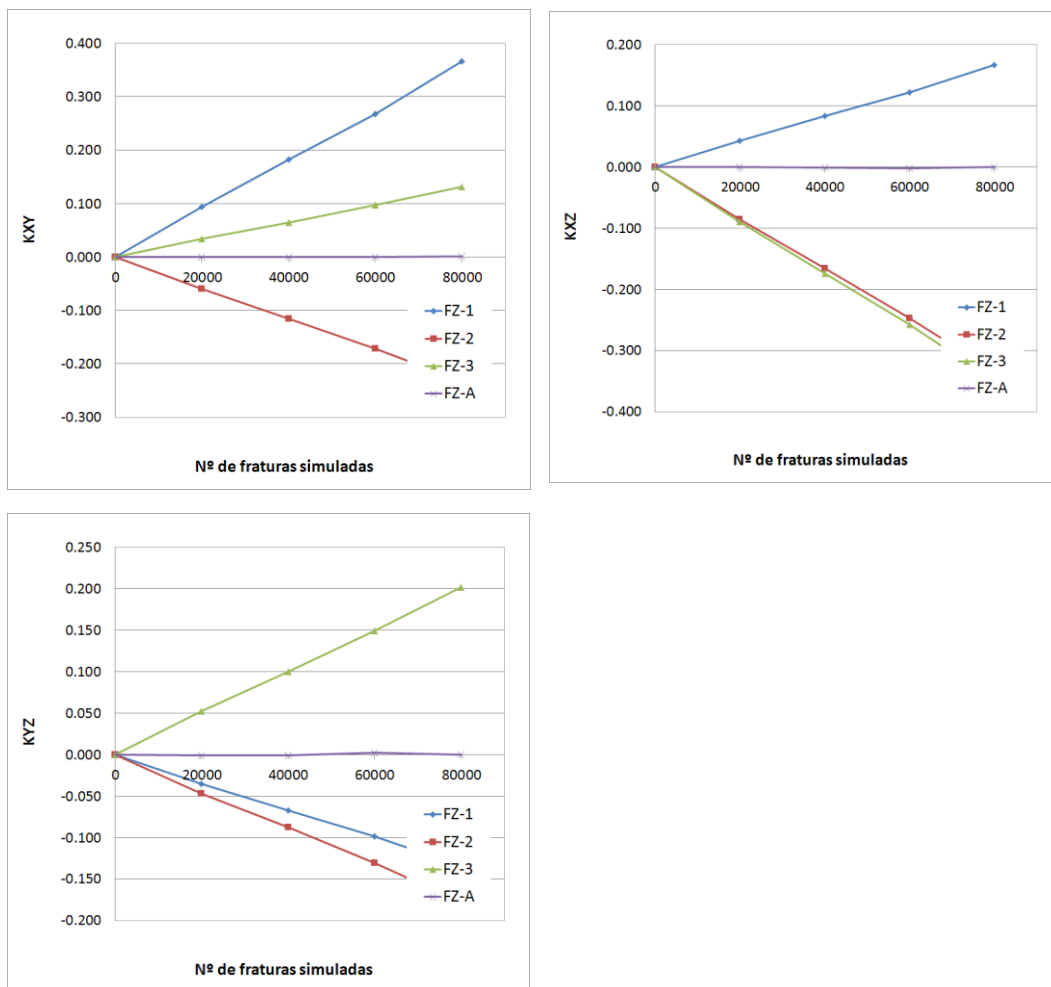 KXY
0.400
0.300
0.200
0.100
0.000
-0.100
-0.200
-0.300
0 20000 40000 60000 80000
FZ-1
FZ-2
FZ-3
FZ-A
Nº de fraturas simuladas
KXZ
0.200
0.100
0.000
-0.100
-0.200
-0.300
-0.400
0 20000 40000 60000 80000
FZ-1
FZ-2
FZ-3
FZ-A
Nº de fraturas simuladas
KYZ
0.250
0.200
0.150
0.100
0.050
0.000
-0.050
-0.100
-0.150
-0.200
0 20000 40000 60000 80000
FZ-1
FZ-2
FZ-3
FZ-A
Nº de fraturas simuladas